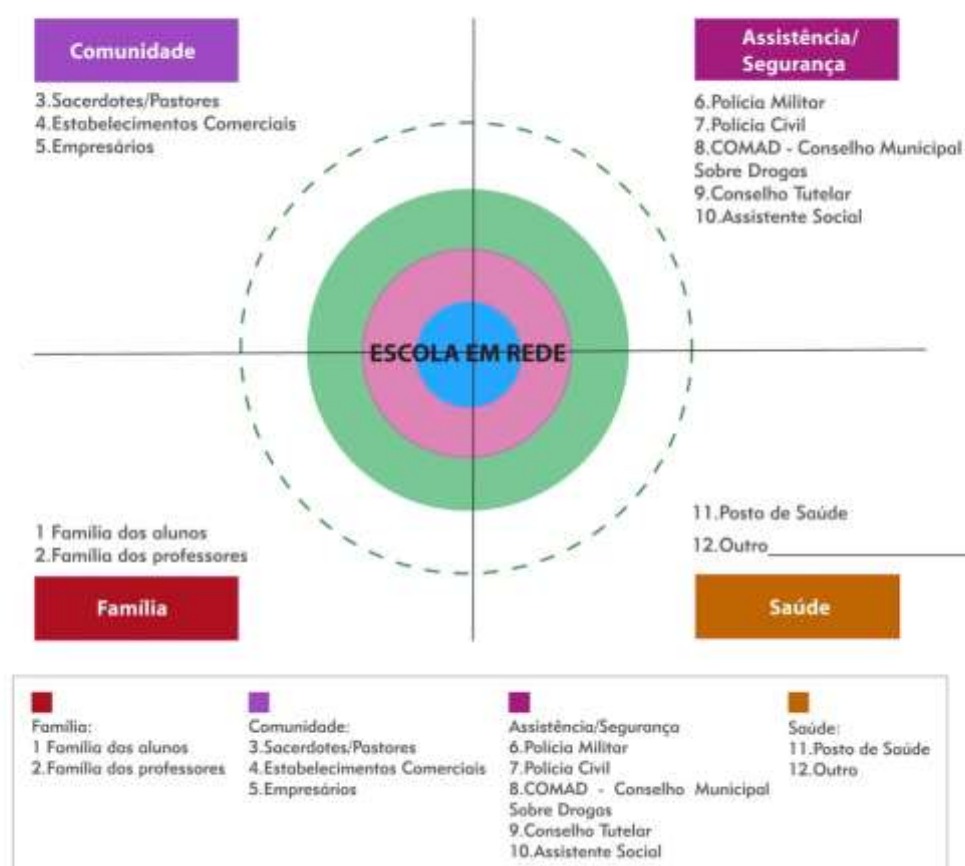 Comunidade
3.Sacerdotes/Pastores
4.Estabelecimentos Comerciais
5.Empresários
Assistência/
Segurança
6.Polícia Militar
7.Polícia Civil
8.COMAD - Conselho Municipal
Sobre Drogas
9.Conselho Tutelar
10.Assistente Social
ESCOLA EM REDE
1 Família dos alunos
2.Família dos professores
Família
11.Posto de Saúde
12.Outro
Saúde
Família:
1 Família dos alunos
2.Família dos professores
Comunidade:
3.Sacerdotes/Pastores
4.Estabelecimentos Comerciais
5.Empresários
Assistência/Segurança
6.Polícia Militar
7.Polícia Civil
8.COMAD - Conselho Municipal
Sobre Drogas
9.Conselho Tutelar
10.Assistente Social
Saúde:
11.Posto de Saúde
12.Outro